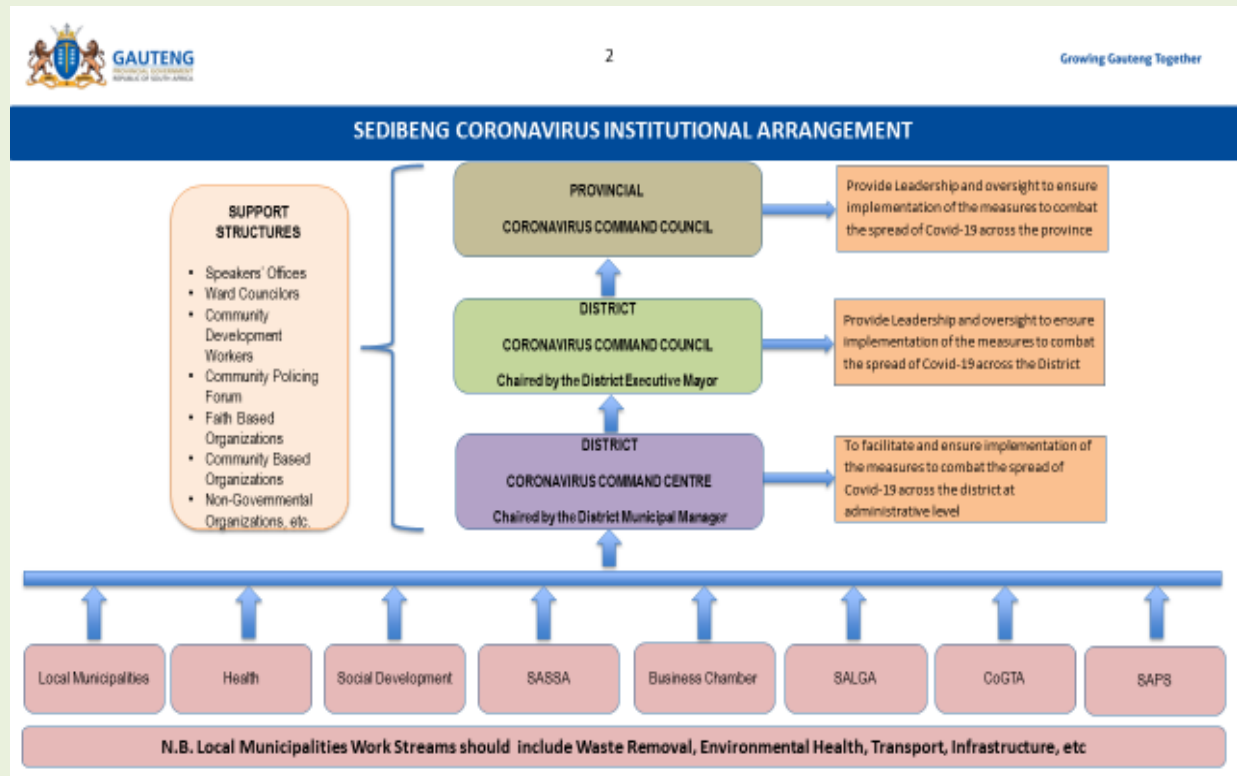 GAUTENG
PROVINCIAL GOVERNMENT
REPUBLIC OF SOUTH AFRICA
2
Growing Gauteng Together
SEDIBENG CORONAVIRUS INSTITUTIONAL ARRANGEMENT
SUPPORT
STRUCTURES
• Speakers' Offices
• Ward Councilors
• Community
Development
Workers
• Community Policing
Forum
• Faith Based
Organizations
• Community Based
Organizations
• Non-Governmental
Organizations, etc.
PROVINCIAL
CORONAVIRUS COMMAND COUNCIL
Provide Leadership and oversight to ensure
implementation of the measures to combat
the spread of Covid-19 across the province
DISTRICT
CORONAVIRUS COMMAND COUNCIL
Chaired by the District Executive Mayor
Provide Leadership and oversight to ensure
implementation of the measures to combat
the spread of Covid-19 across the District
DISTRICT
CORONAVIRUS COMMAND CENTRE
Chaired by the District Municipal Manager
To facilitate and ensure implementation of
the measures to combat the spread of
Covid-19 across the district at
administrative level
Local Municipalities
Health
Social Development
SASSA
Business Chamber
SALGA
CoGTA
SAPS
N.B. Local Municipalities Work Streams should include Waste Removal, Environmental Health, Transport, Infrastructure, etc